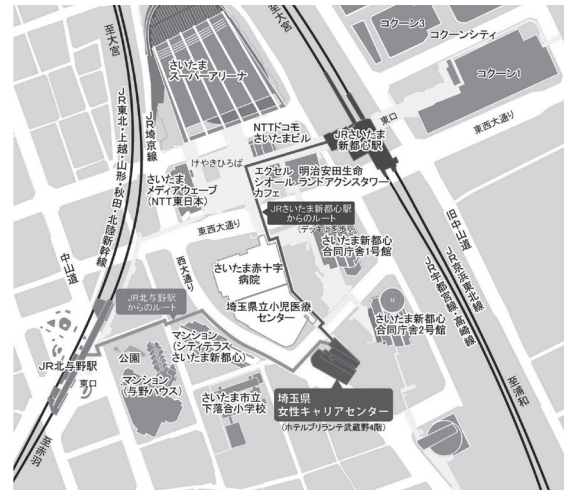 至大宮
至大宮
コクーン3
コクーンシティ
コクーン1
さいたま
スーパーアリーナ
JR埼京線
JR東北・上越・山形・秋田・北陸新幹線
NTTドコモ
さいたまビル
JRさいたま
新都心駅
東口
東西大通り
けやきひろば
さいたま
メディアウェーブ
(NTT東日本)
エクセル
シオール
カフェ
明治安田生命
ランドアクシスタワー
JRさいたま新都心駅
からのルート
(デッキ上を歩く)
東西大通り
中山道
西大通り
さいたま新都心
合同庁舎1号館
旧中山道
JR京浜東北線
JR宇都宮線・高崎線
さいたま赤十字
病院
埼玉県立小児医療
センター
H
さいたま新都心
合同庁舎2号館
JR北与野駅
からのルート
JR北与野駅
東口
公園
マンション
(シティテラス
さいたま新都心)
マンション
(与野ハウス)
さいたま市立
下落合小学校
埼玉県
女性キャリアセンター
(ホテルブリランテ武蔵野4階)
至浦和
至赤羽